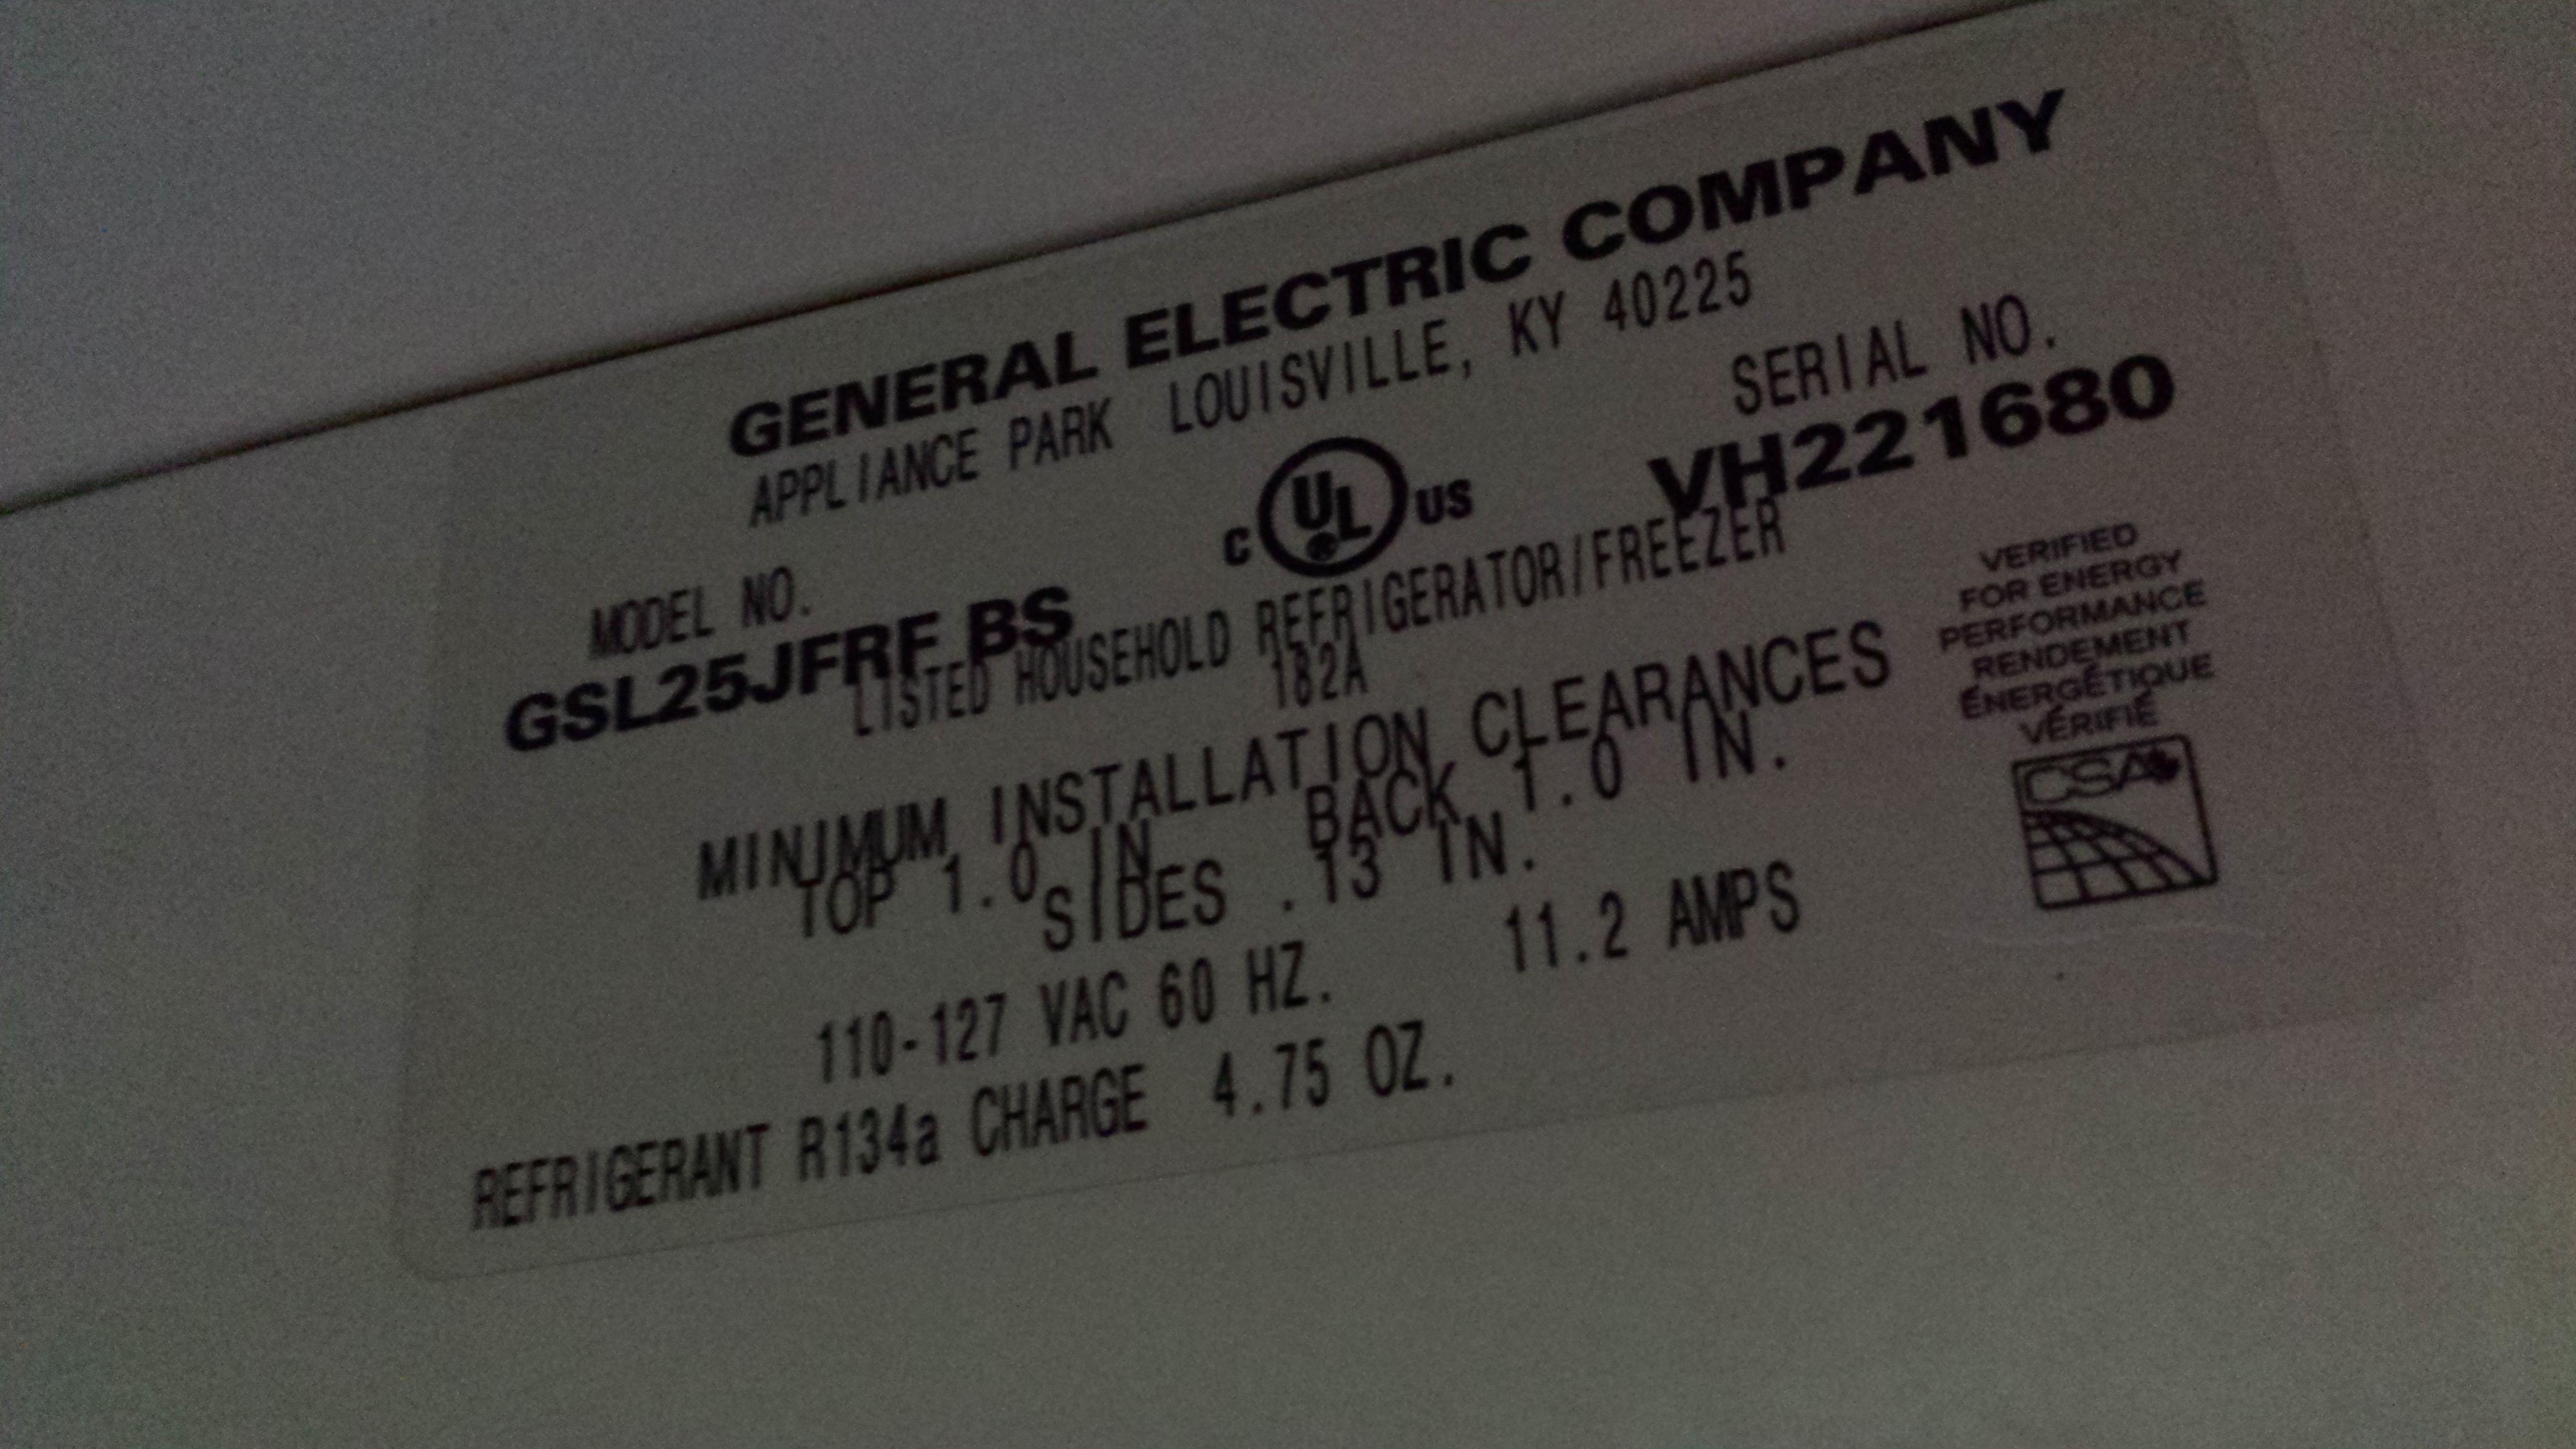 GENERAL ELECTRIC COMPANY
APPLIANCE PARK LOUISVILLE, KY 40225
MODEL NO.
GSL25JFRF BS
C UL ® US
SERIAL NO.
VH221680
LISTED HOUSEHOLD REFRIGERATOR/FREEZER
182A
MINIMUM INSTALLATION CLEARANCES
TOP 1.0 IN. BACK 1.0 IN.
SIDES .13 IN.
110-127 VAC 60 HZ. 11.2 AMPS
REFRIGERANT R134a CHARGE 4.75 OZ.
VERIFIED
FOR ENERGY
PERFORMANCE
RENDEMENT
ÉNERGÉTIQUE
VÉRIFIÉ
CSA